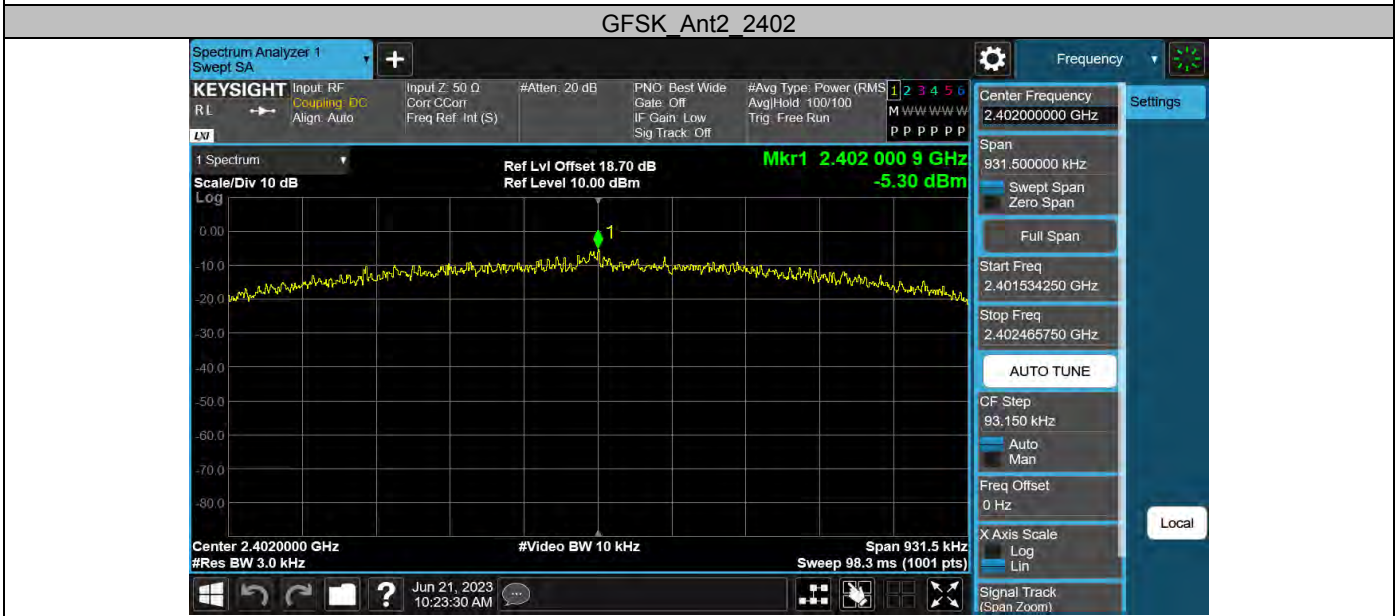 GFSK_Ant2_2402
Spectrum Analyzer 1
Swept SA
Frequency
KEYSIGHT
RL
LXI
Input: RF
Coupling: DC
Align: Auto
Input Z: 50 Ω
Corr CCorr
Freq Ref: Int (S)
#Atten: 20 dB
PNO: Best Wide
Gate: Off
IF Gain: Low
Sig Track: Off
#Avg Type: Power (RMS
Avg|Hold: 100/100
Trig: Free Run
1 2 3 4 5 6
M W W W W W
P P P P P P
1 Spectrum
Scale/Div 10 dB
Log
Ref Lvl Offset 18.70 dB
Ref Level 10.00 dBm
Mkr1 2.402 000 9 GHz
-5.30 dBm
1
0.00
-10.0
-20.0
-30.0
-40.0
-50.0
-60.0
-70.0
-80.0
Center 2.4020000 GHz
#Res BW 3.0 kHz
#Video BW 10 kHz
Span 931.5 kHz
Sweep 98.3 ms (1001 pts)
Jun 21, 2023
10:23:30 AM
?
Center Frequency
2.402000000 GHz
Settings
Span
931.500000 kHz
Swept Span
Zero Span
Full Span
Start Freq
2.401534250 GHz
Stop Freq
2.402465750 GHz
AUTO TUNE
CF Step
93.150 kHz
Auto
Man
Freq Offset
0 Hz
X Axis Scale
Log
Lin
Local
Signal Track
(Span Zoom)